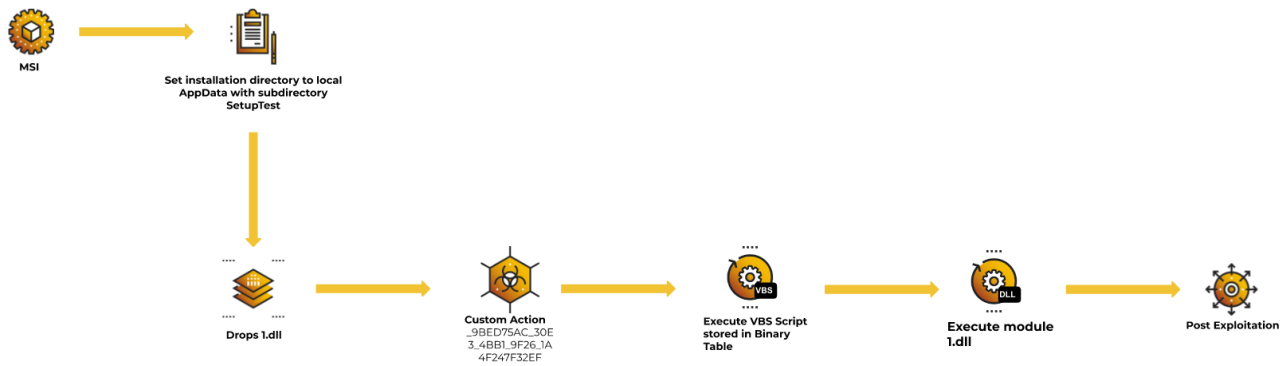 MSI
Set installation directory to local
AppData with subdirectory
SetupTest
Drops 1.dll
Custom Action
_9BED75AC_30E
3_4BB1_9F26_1A
4F247F32EF
VBS
Execute VBS Script
stored in Binary
Table
DLL
Execute module
1.dll
Post Exploitation